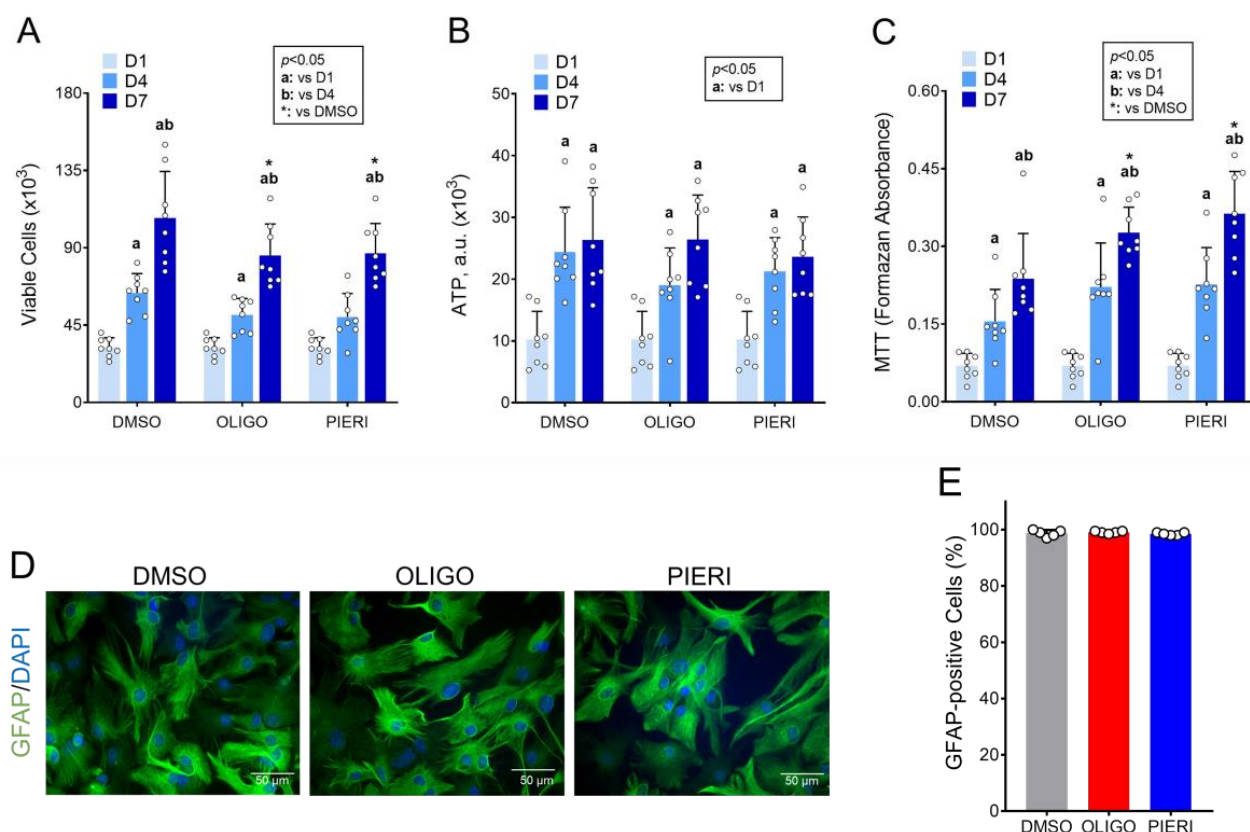 A
D1
D4
D7
p<0.05
a: vs D1
b: vs D4
*: vs DMSO
Viable Cells (x10³)
180
135
90
45
0
a
ab
a
*
ab
*
ab
DMSO
OLIGO
PIERI
B
D1
D4
D7
p<0.05
a: vs D1
ATP, a.u. (x10³)
50
40
30
20
10
0
a
a
a
a
a
a
DMSO
OLIGO
PIERI
C
D1
D4
D7
p<0.05
a: vs D1
b: vs D4
*: vs DMSO
MTT (Formazan Absorbance)
0.60
0.45
0.30
0.15
0.00
a
ab
a
*
ab
a
*
ab
DMSO
OLIGO
PIERI
D
DMSO
OLIGO
PIERI
GFAP/DAPI
50 µm
50 µm
50 µm
E
GFAP-positive Cells (%)
100
80
60
40
20
0
DMSO
OLIGO
PIERI